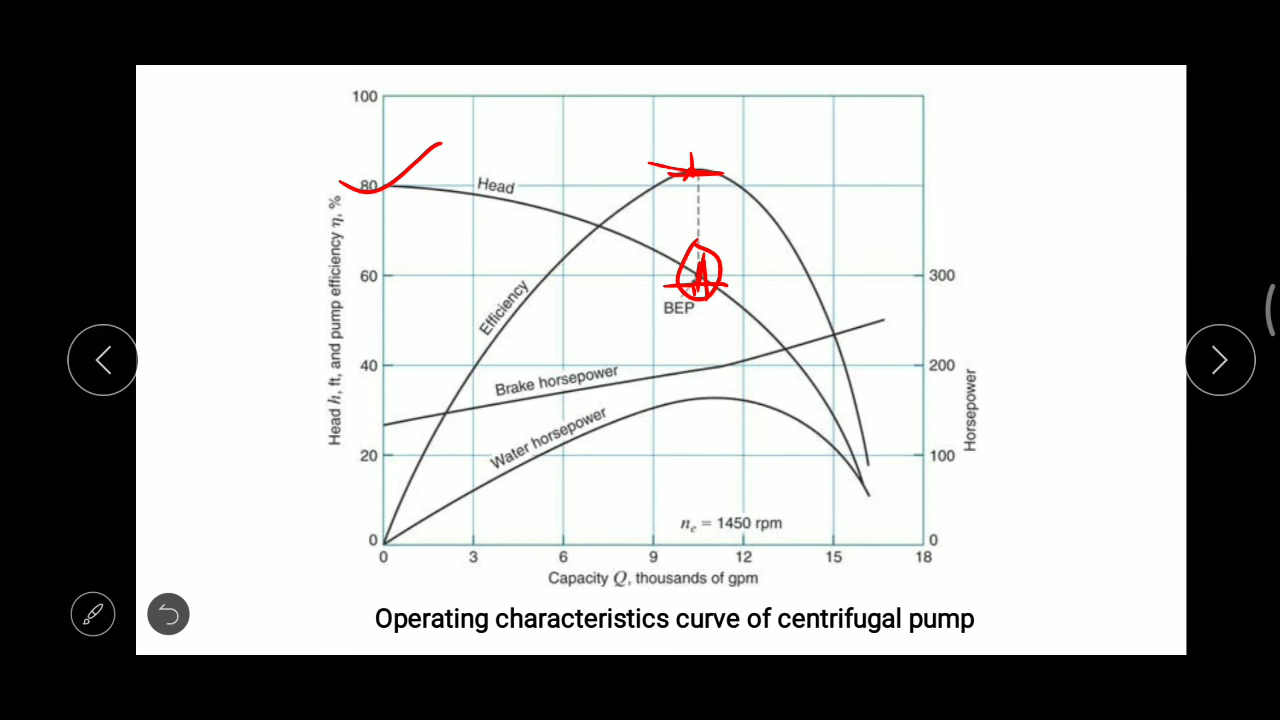 100
80
60
40
20
0
Head h, ft, and pump efficiency η, %
Head
Efficiency
BEP
Brake horsepower
Water horsepower
nₑ = 1450 rpm
300
200
100
0
Horsepower
0 3 6 9 12 15 18
Capacity Q, thousands of gpm
Operating characteristics curve of centrifugal pump